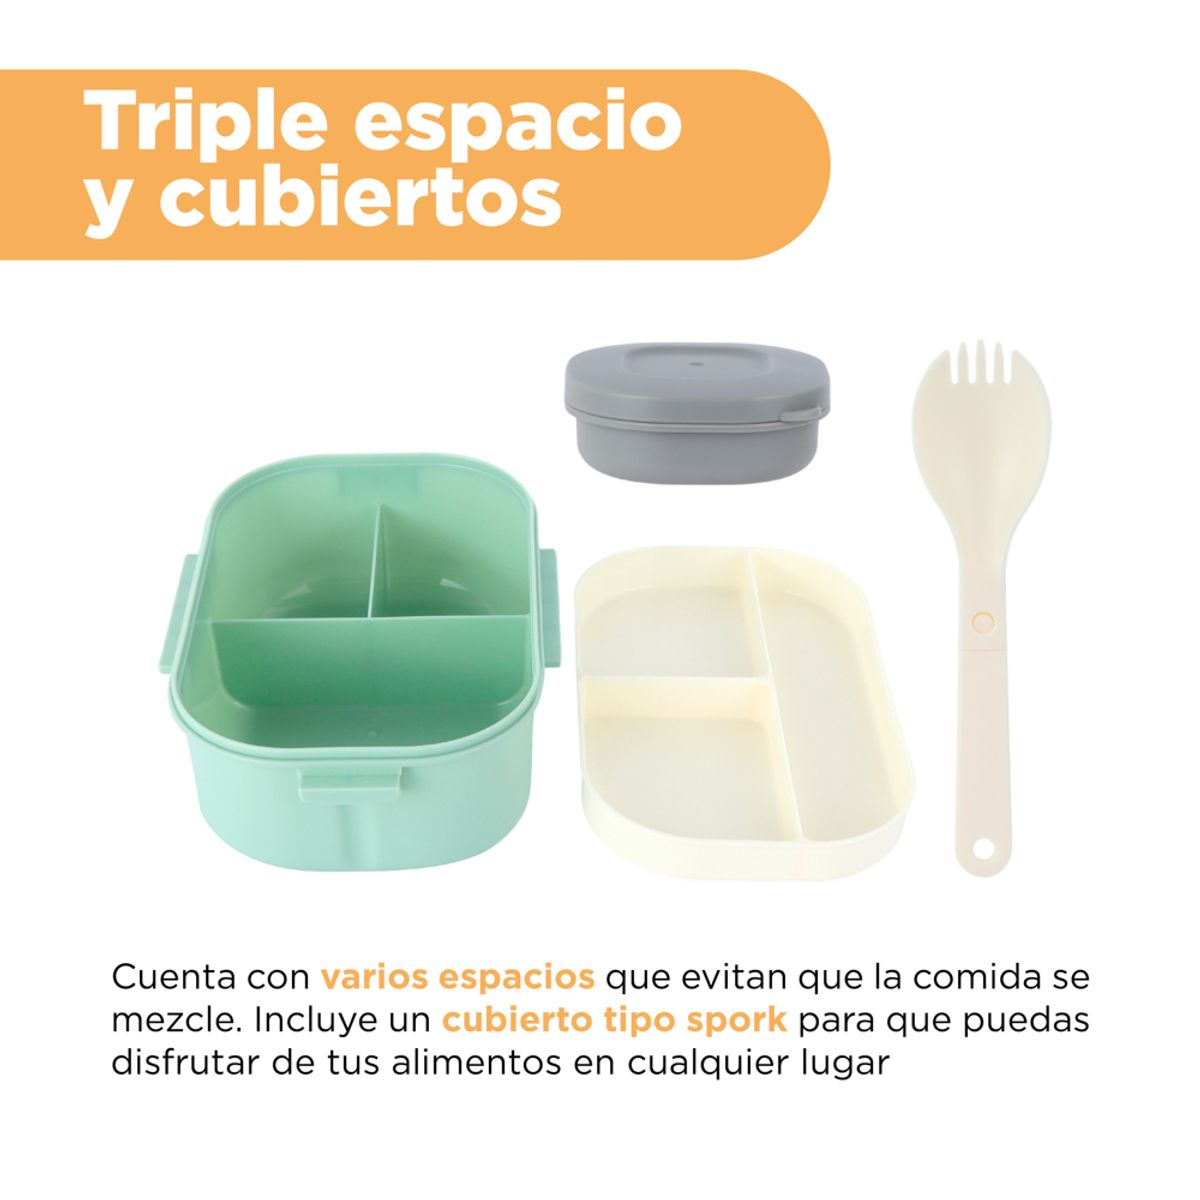 Triple espacio
y cubiertos
Cuenta con varios espacios que evitan que la comida se
mezcle. Incluye un cubierto tipo spork para que puedas
disfrutar de tus alimentos en cualquier lugar